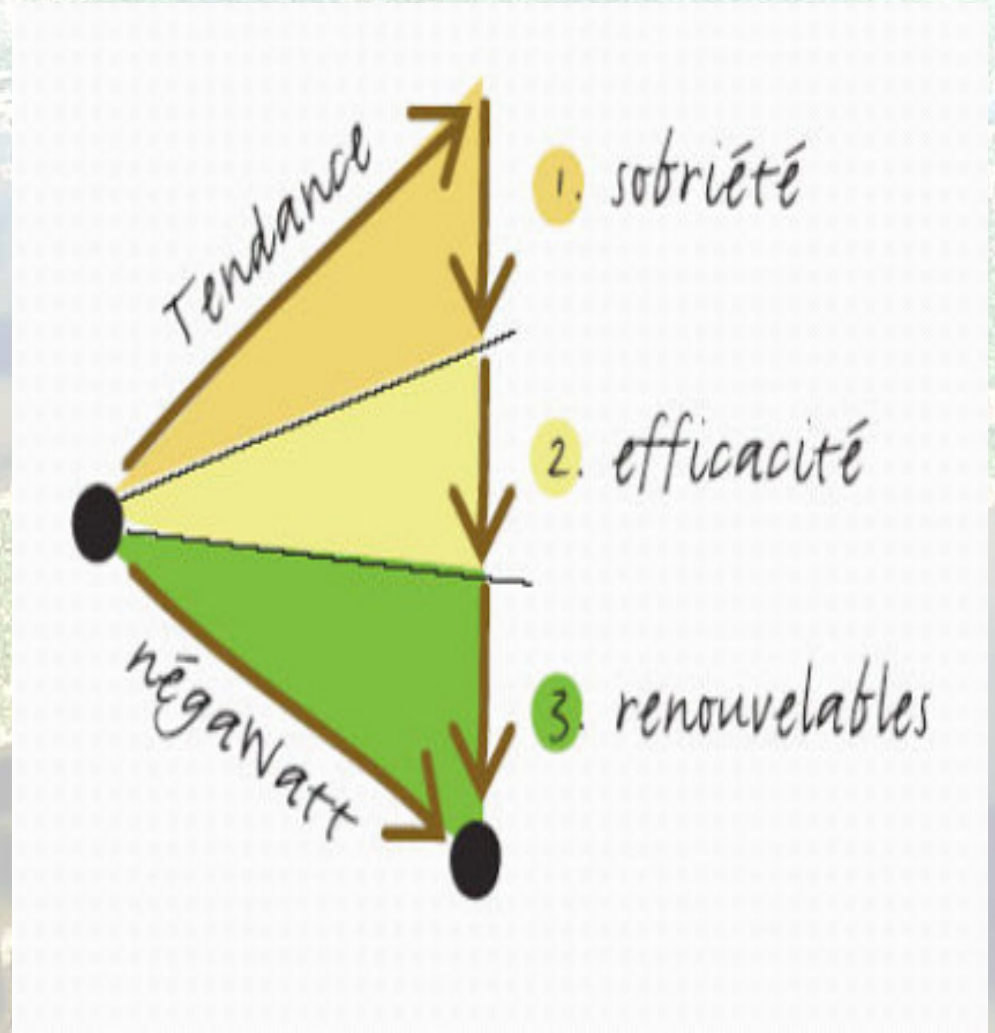 Tendance
1. sobriété
2. efficacité
3. renouvelables
négaWatt